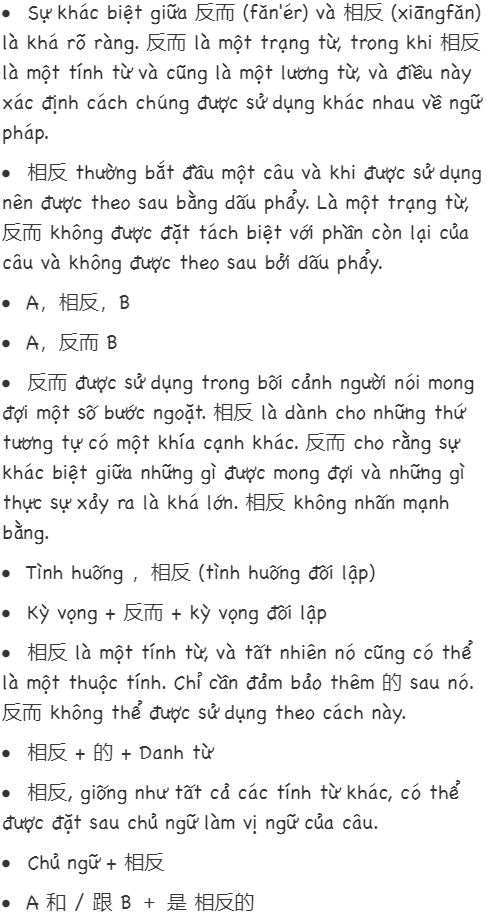 • Sự khác biệt giữa 反而 (fǎn'ér) và 相反 (xiāngfǎn)
là khá rõ ràng. 反而 là một trạng từ, trong khi 相反
là một tính từ và cũng là một lương từ, và điều này
xác định cách chúng được sử dụng khác nhau về ngữ
pháp.
• 相反 thường bắt đầu một câu và khi được sử dụng
nên được theo sau bằng dấu phẩy. Là một trạng từ,
反而 không được đặt tách biệt với phần còn lại của
câu và không được theo sau bởi dấu phẩy.
• A，相反，B
• A，反而 B
• 反而 được sử dụng trong bối cảnh người nói mong
đợi một số bước ngoặt. 相反 là dành cho những thứ
tương tự có một khía cạnh khác. 反而 cho rằng sự
khác biệt giữa những gì được mong đợi và những gì
thực sự xảy ra là khá lớn. 相反 không nhấn mạnh
bằng.
• Tình huống ，相反 (tình huống đối lập)
• Kỳ vọng + 反而 + kỳ vọng đối lập
• 相反 là một tính từ, và tất nhiên nó cũng có thể
là một thuộc tính. Chỉ cần đảm bảo thêm 的 sau nó.
反而 không thể được sử dụng theo cách này.
• 相反 + 的 + Danh từ
• 相反, giống như tất cả các tính từ khác, có thể
được đặt sau chủ ngữ làm vị ngữ của câu.
• Chủ ngữ + 相反
• A 和 / 跟 B ＋ 是 相反的